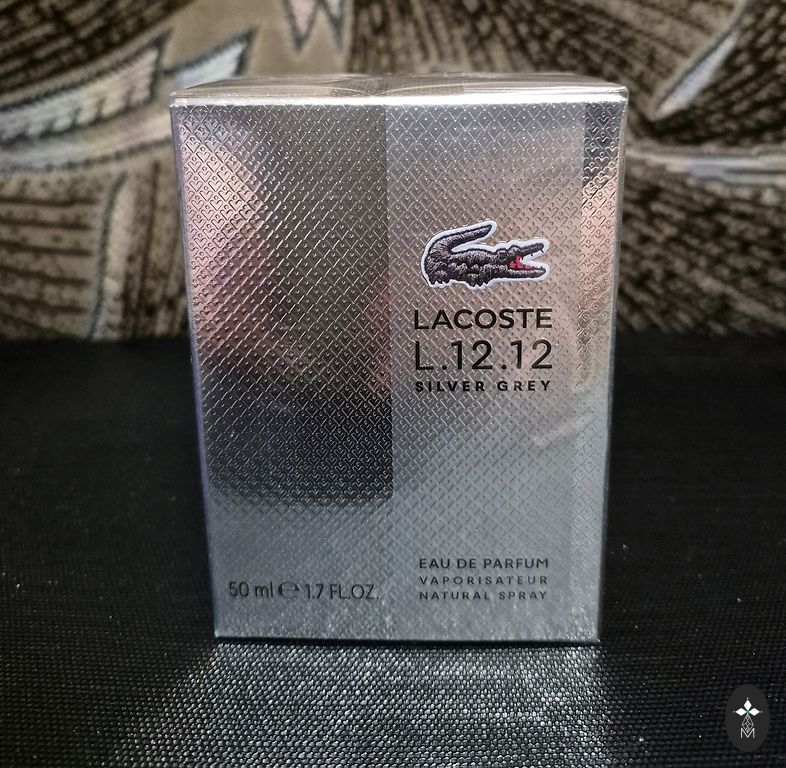 LACOSTE
L.12.12
SILVER GREY
EAU DE PARFUM
VAPORISATEUR
NATURAL SPRAY
50 ml ℮ 1.7 FL.OZ.